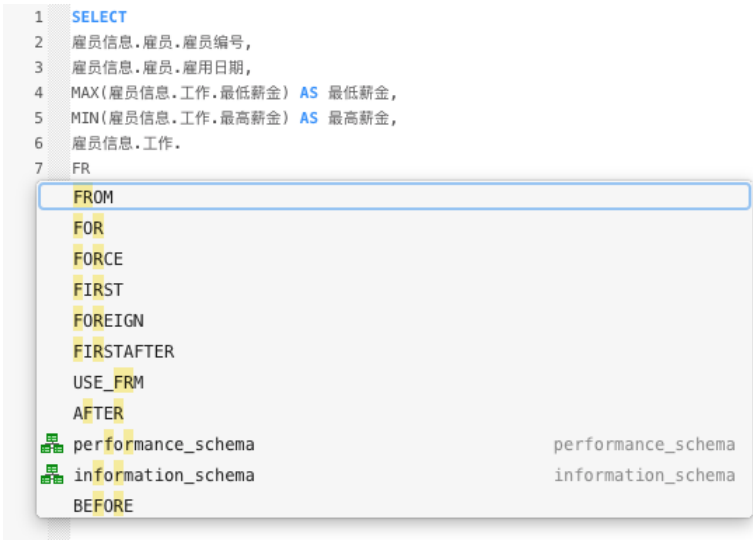 1 SELECT
2 雇员信息.雇员.雇员编号,
3 雇员信息.雇员.雇用日期,
4 MAX(雇员信息.工作.最低薪金) AS 最低薪金,
5 MIN(雇员信息.工作.最高薪金) AS 最高薪金,
6 雇员信息.工作.
7 FR
FROM
FOR
FORCE
FIRST
FOREIGN
FIRSTAFTER
USE_FRM
AFTER
performance_schema performance_schema
information_schema information_schema
BEFORE